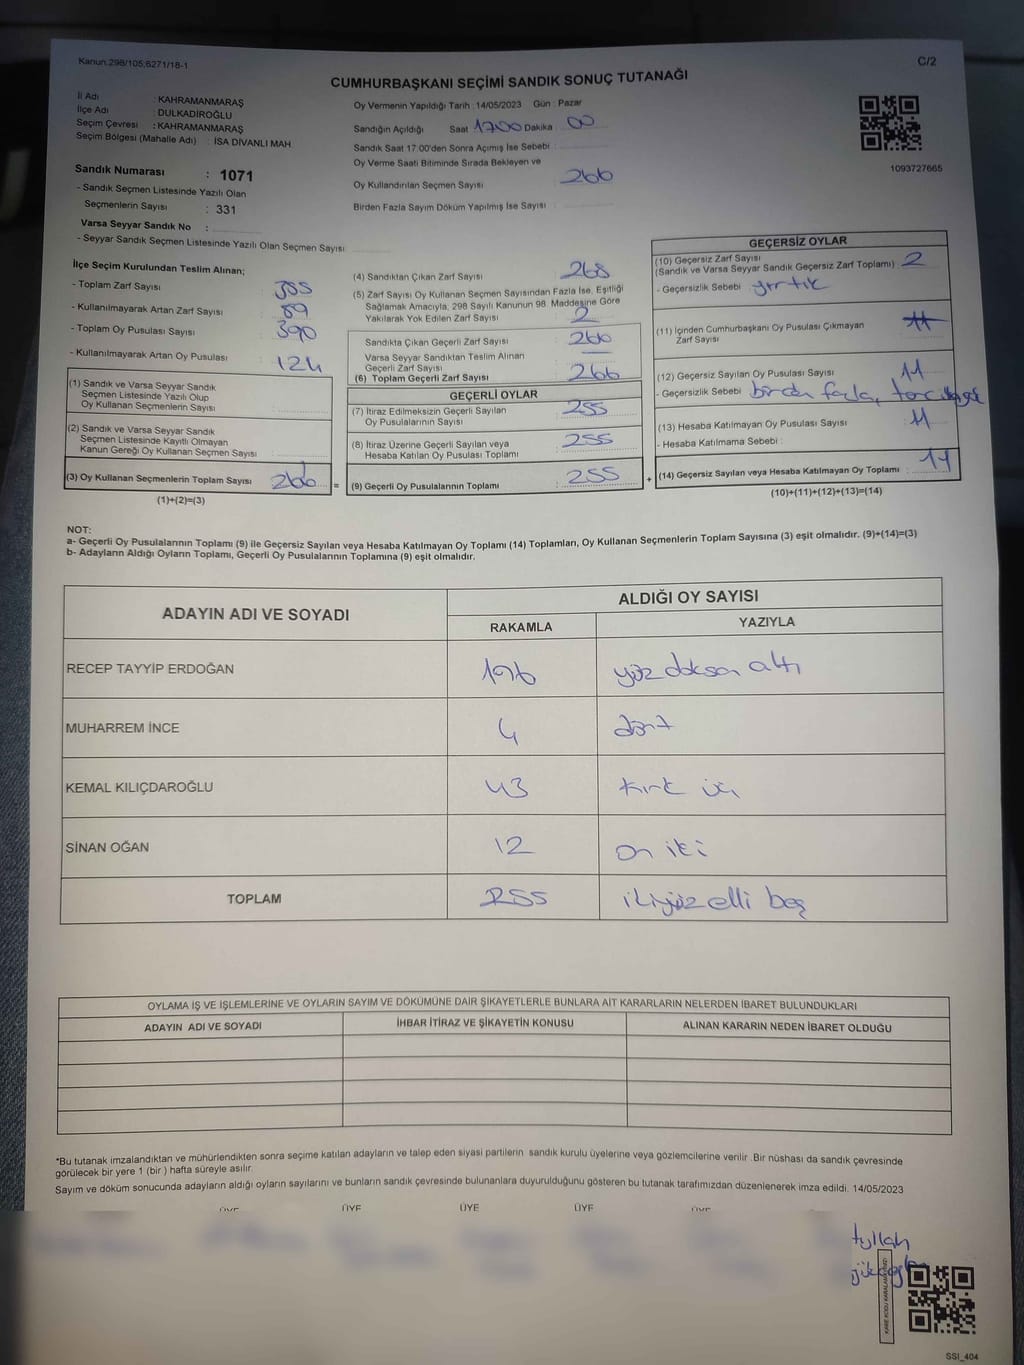 Kanun.298/105;6271/18-1
C/2
CUMHURBAŞKANI SEÇİMİ SANDIK SONUÇ TUTANAĞI
İl Adı : KAHRAMANMARAŞ
İlçe Adı : DULKADİROĞLU
Seçim Çevresi : KAHRAMANMARAŞ
Seçim Bölgesi (Mahalle Adı) : İSA DİVANLI MAH
Sandık Numarası : 1071
- Sandık Seçmen Listesinde Yazılı Olan
Seçmenlerin Sayısı : 331
Varsa Seyyar Sandık No :
- Seyyar Sandık Seçmen Listesinde Yazılı Olan Seçmen Sayısı
Oy Vermenin Yapıldığı Tarih : 14/05/2023 Gün : Pazar
Sandığın Açıldığı Saat 17:00 Dakika 00
Sandık Saat 17:00'den Sonra Açımış İse Sebebi :
Oy Verme Saati Bitiminde Sırada Bekleyen ve
Oy Kullandırılan Seçmen Sayısı : 266
Birden Fazla Sayım Döküm Yapılmış İse Sayısı :
1093727665
İlçe Seçim Kurulundan Teslim Alınan;
- Toplam Zarf Sayısı : 355
- Kullanılmayarak Artan Zarf Sayısı : 89
- Toplam Oy Pusulası Sayısı : 390
- Kullanılmayarak Artan Oy Pusulası : 124
(1) Sandık ve Varsa Seyyar Sandık
Seçmen Listesinde Yazılı Olup
Oy Kullanan Seçmenlerin Sayısı :
(2) Sandık ve Varsa Seyyar Sandık
Seçmen Listesinde Kayıtlı Olmayan
Kanun Gereği Oy Kullanan Seçmen Sayısı :
(3) Oy Kullanan Seçmenlerin Toplam Sayısı 266
=
(1)+(2)=(3)
(4) Sandıktan Çıkan Zarf Sayısı : 268
(5) Zarf Sayısı Oy Kullanan Seçmen Sayısından Fazla İse, Eşitliği
Sağlamak Amacıyla, 298 Sayılı Kanunun 98. Maddesine Göre
Yakılarak Yok Edilen Zarf Sayısı : 2
Sandıkta Çıkan Geçerli Zarf Sayısı : 266
Varsa Seyyar Sandıktan Teslim Alınan
Geçerli Zarf Sayısı : —
(6) Toplam Geçerli Zarf Sayısı : 266
GEÇERLİ OYLAR
(7) İtiraz Edilmeksizin Geçerli Sayılan
Oy Pusulalarının Sayısı : 255
(8) İtiraz Üzerine Geçerli Sayılan veya
Hesaba Katılan Oy Pusulası Toplamı : 255
(9) Geçerli Oy Pusulalarının Toplamı : 255
+
GEÇERSİZ OYLAR
(10) Geçersiz Zarf Sayısı
(Sandık ve Varsa Seyyar Sandık Geçersiz Zarf Toplamı) : 2
- Geçersizlik Sebebi : yırtık
(11) İçinden Cumhurbaşkanı Oy Pusulası Çıkmayan
Zarf Sayısı
(12) Geçersiz Sayılan Oy Pusulası Sayısı : 11
- Geçersizlik Sebebi : birden fazla,
(13) Hesaba Katılmayan Oy Pusulası Sayısı : 11
- Hesaba Katılmama Sebebi :
(14) Geçersiz Sayılan veya Hesaba Katılmayan Oy Toplamı : 11
(10)+(11)+(12)+(13)=(14)
NOT:
a- Geçerli Oy Pusulalarının Toplamı (9) ile Geçersiz Sayılan veya Hesaba Katılmayan Oy Toplamı (14) Toplamları, Oy Kullanan Seçmenlerin Toplam Sayısına (3) eşit olmalıdır. (9)+(14)=(3)
b- Adayların Aldığı Oyların Toplamı, Geçerli Oy Pusulalarının Toplamına (9) eşit olmalıdır.
ADAYIN ADI VE SOYADI
ALDIĞI OY SAYISI
RAKAMLA YAZIYLA
RECEP TAYYİP ERDOĞAN 196 yüz doksan altı
MUHARREM İNCE 4 dört
KEMAL KILIÇDAROĞLU 43 kırk üç
SİNAN OĞAN 12 on iki
TOPLAM 255 ikiyüz elli beş
OYLAMA İŞ VE İŞLEMLERİNE VE OYLARIN SAYIM VE DÖKÜMÜNE DAİR ŞİKAYETLERLE BUNLARA AİT KARARLARIN NELERDEN İBARET BULUNDUKLARI
ADAYIN ADI VE SOYADI İHBAR İTİRAZ VE ŞİKAYETİN KONUSU ALINAN KARARIN NEDEN İBARET OLDUĞU
*Bu tutanak imzalandıktan ve mühürlendikten sonra seçime katılan adayların ve talep eden siyasi partilerin sandık kurulu üyelerine veya gözlemcilerine verilir .Bir nüshası da sandık çevresinde
görülecek bir yere 1 (bir ) hafta süreyle asılır.
Sayım ve döküm sonucunda adayların aldığı oyların sayılarını ve bunların sandık çevresinde bulunanlara duyurulduğunu gösteren bu tutanak tarafımızdan düzenlenerek imza edildi. 14/05/2023
ÜYE ÜYE ÜYE ÜYE ÜYE
SSI_404